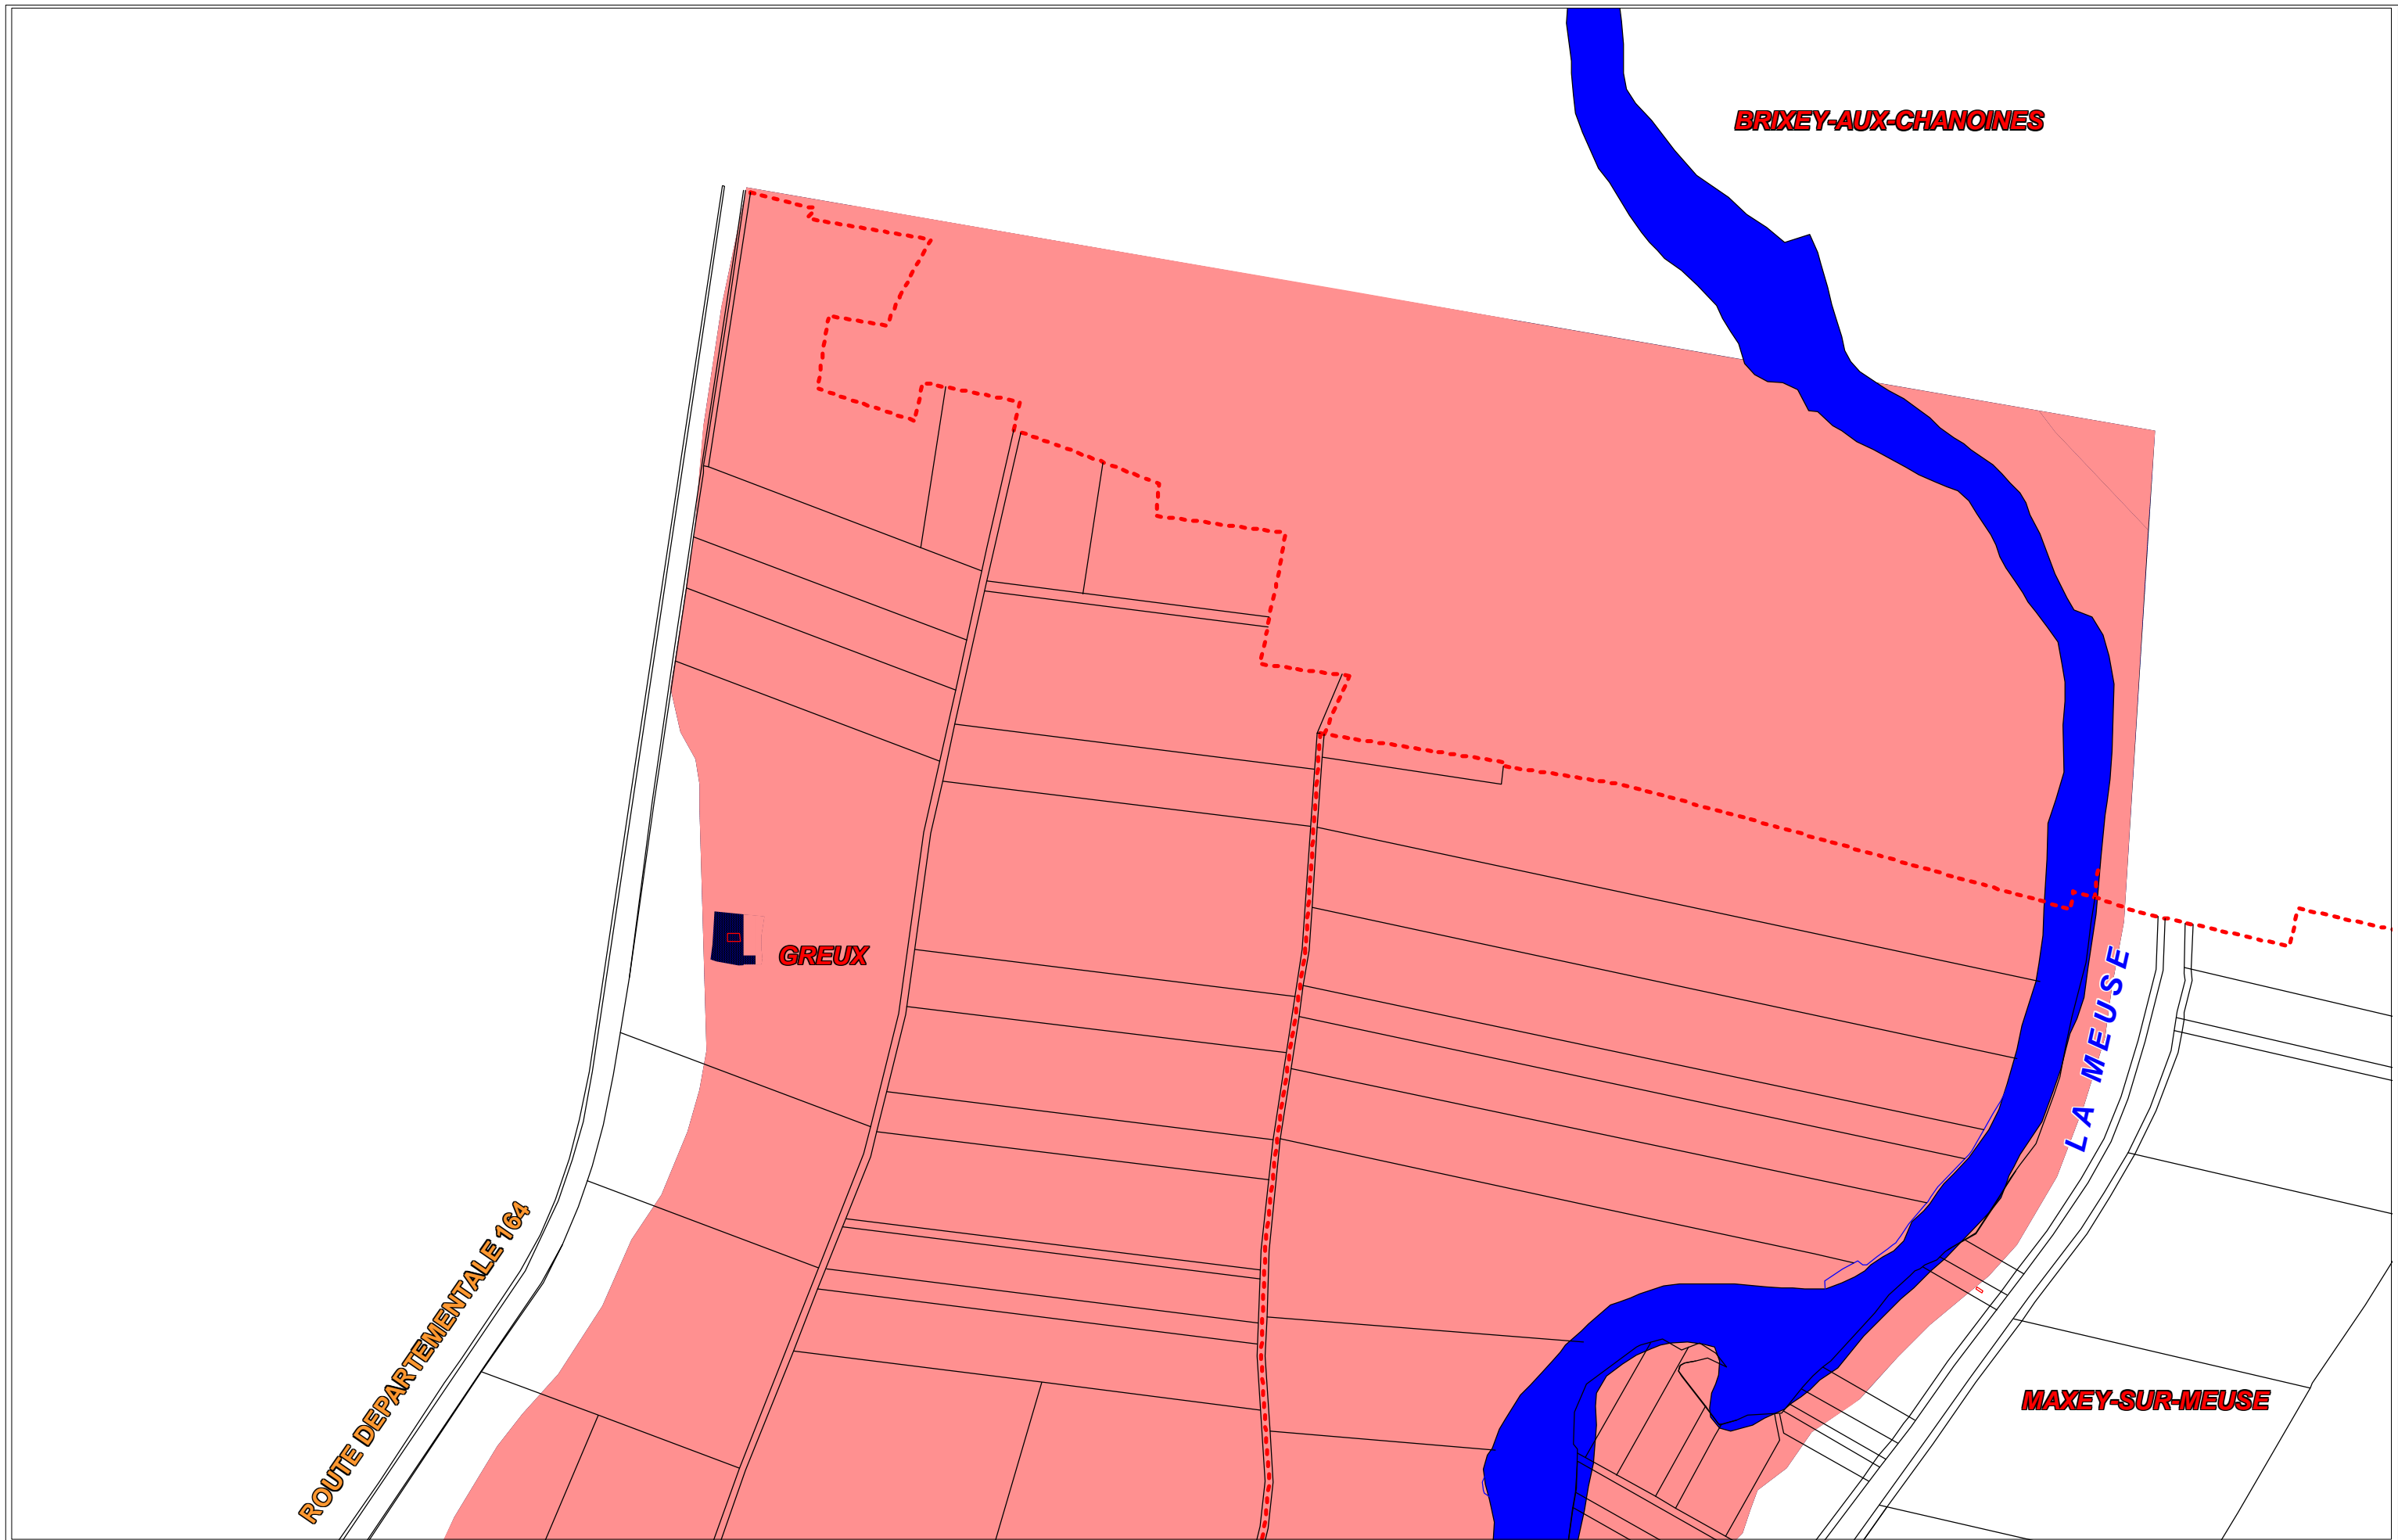 BRIXEY-AUX-CHANOINES
GREUX
LA MEUSE
ROUTE DEPARTEMENTALE 164
MAXEY-SUR-MEUSE